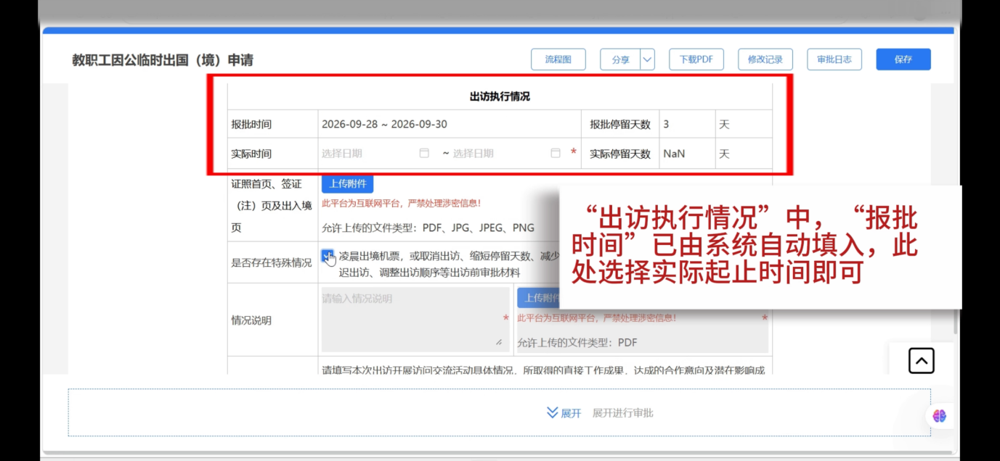 教职工因公临时出国（境）申请
流程图 分享 下载PDF 修改记录 审批日志 保存
出访执行情况
报批时间 2026-09-28 ~ 2026-09-30 报批停留天数 3 天
实际时间 选择日期 ~ 选择日期 * 实际停留天数 NaN 天
证照首页、签证
（注）页及出入境
页
上传附件
此平台为互联网平台，严禁处理涉密信息！
允许上传的文件类型：PDF、JPG、JPEG、PNG
“出访执行情况”中，“报批
时间”已由系统自动填入，此
处选择实际起止时间即可
是否存在特殊情况
凌晨出境机票，或取消出访、缩短停留天数、减少
迟出访、调整出访顺序等出访前审批材料
情况说明
请输入情况说明
*
上传附件
此平台为互联网平台，严禁处理涉密信息！ *
允许上传的文件类型：PDF
请填写本次出访开展访问交流活动具体情况，所取得的直接工作成果、达成的合作意向及潜在影响成
展开 展开进行审批